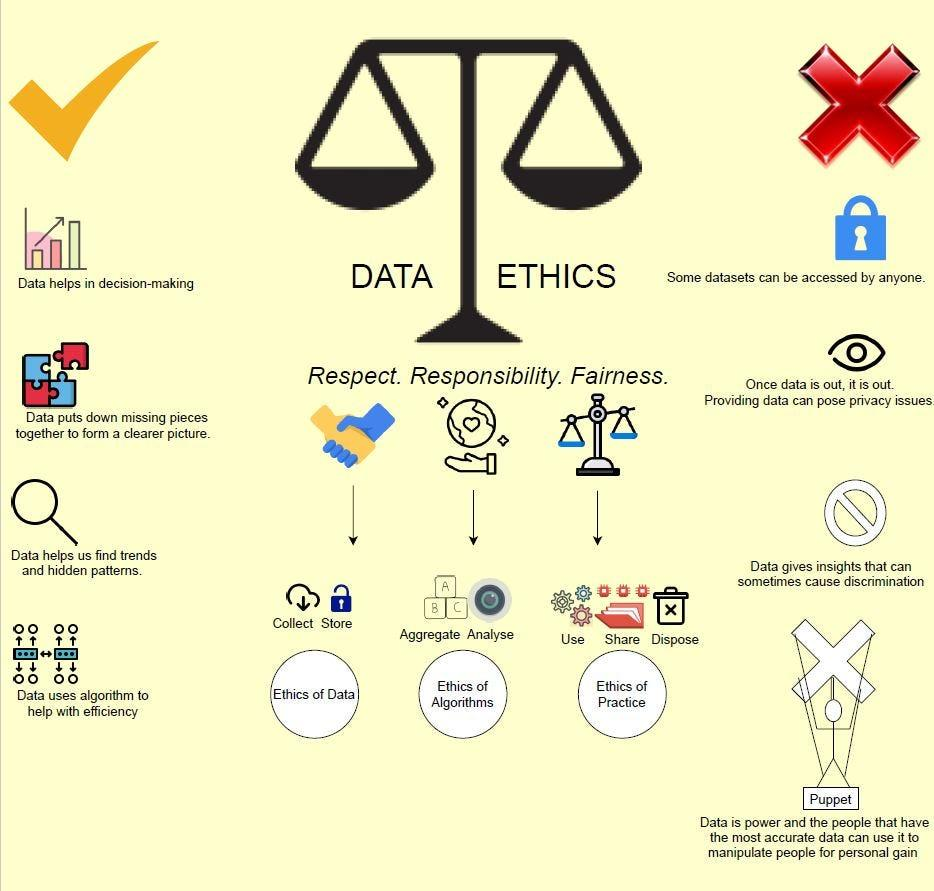 DATA ETHICS
Respect. Responsibility. Fairness.
Data helps in decision-making
Data puts down missing pieces
together to form a clearer picture.
Data helps us find trends
and hidden patterns.
Data uses algorithm to
help with efficiency
Collect Store
Ethics of Data
A
B C
Aggregate Analyse
Ethics of
Algorithms
Use Share Dispose
Ethics of
Practice
Some datasets can be accessed by anyone.
Once data is out, it is out.
Providing data can pose privacy issues.
Data gives insights that can
sometimes cause discrimination
Puppet
Data is power and the people that have
the most accurate data can use it to
manipulate people for personal gain